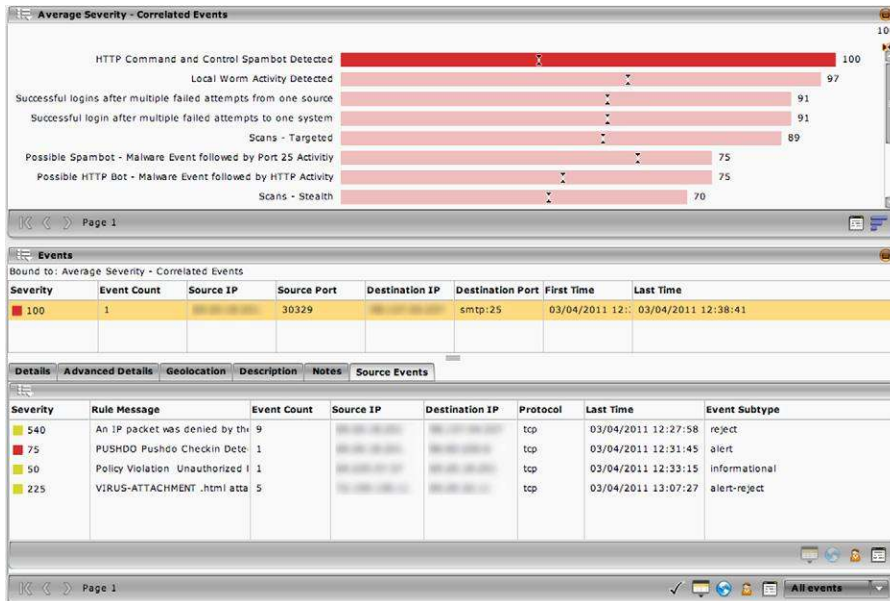 Average Severity - Correlated Events
10
HTTP Command and Control Spambot Detected 100
Local Worm Activity Detected 97
Successful logins after multiple failed attempts from one source 91
Successful login after multiple failed attempts to one system 91
Scans - Targeted 89
Possible Spambot - Malware Event followed by Port 25 Activitiy 75
Possible HTTP Bot - Malware Event followed by HTTP Activity 75
Scans - Stealth 70
Page 1
Events
Bound to: Average Severity - Correlated Events
Severity Event Count Source IP Source Port Destination IP Destination Port First Time Last Time
100 1 30329 smtp:25 03/04/2011 12: 03/04/2011 12:38:41
Details Advanced Details Geolocation Description Notes Source Events
Severity Rule Message Event Count Source IP Destination IP Protocol Last Time Event Subtype
540 An IP packet was denied by the 9 tcp 03/04/2011 12:27:58 reject
75 PUSHDO Pushdo Checkin Dete 1 tcp 03/04/2011 12:31:45 alert
50 Policy Violation Unauthorized I 1 tcp 03/04/2011 12:33:15 informational
225 VIRUS-ATTACHMENT .html atta 5 tcp 03/04/2011 13:07:27 alert-reject
Page 1 All events